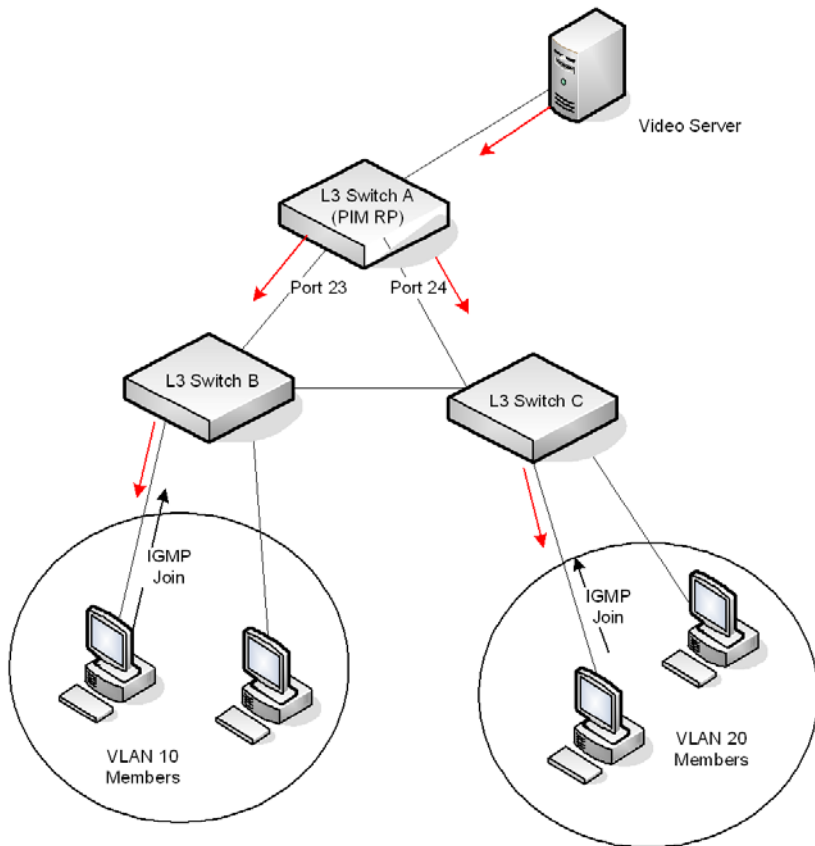 Video Server
L3 Switch A
(PIM RP)
Port 23
Port 24
L3 Switch B
L3 Switch C
IGMP
Join
IGMP
Join
VLAN 10
Members
VLAN 20
Members